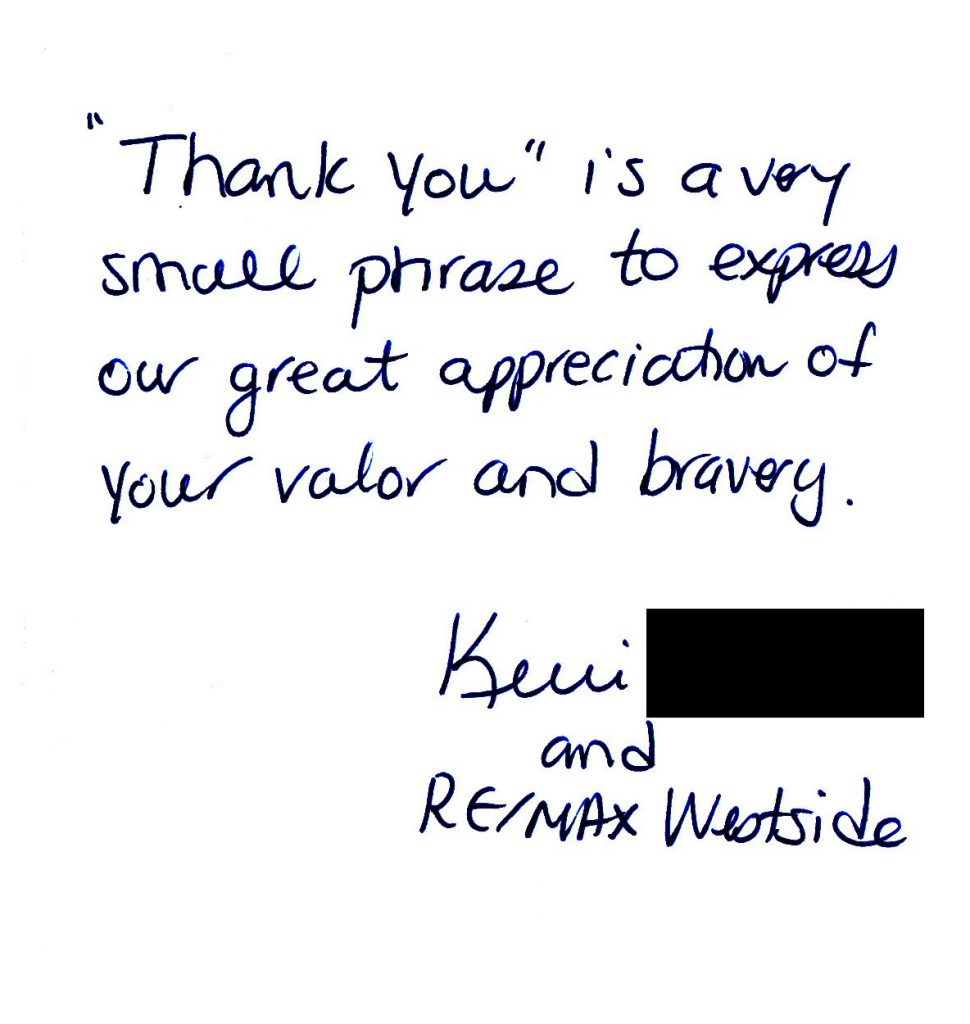 "Thank you" is a very
small phrase to express
our great appreciation of
your valor and bravery.
Kerri
and
RE/MAX Westside